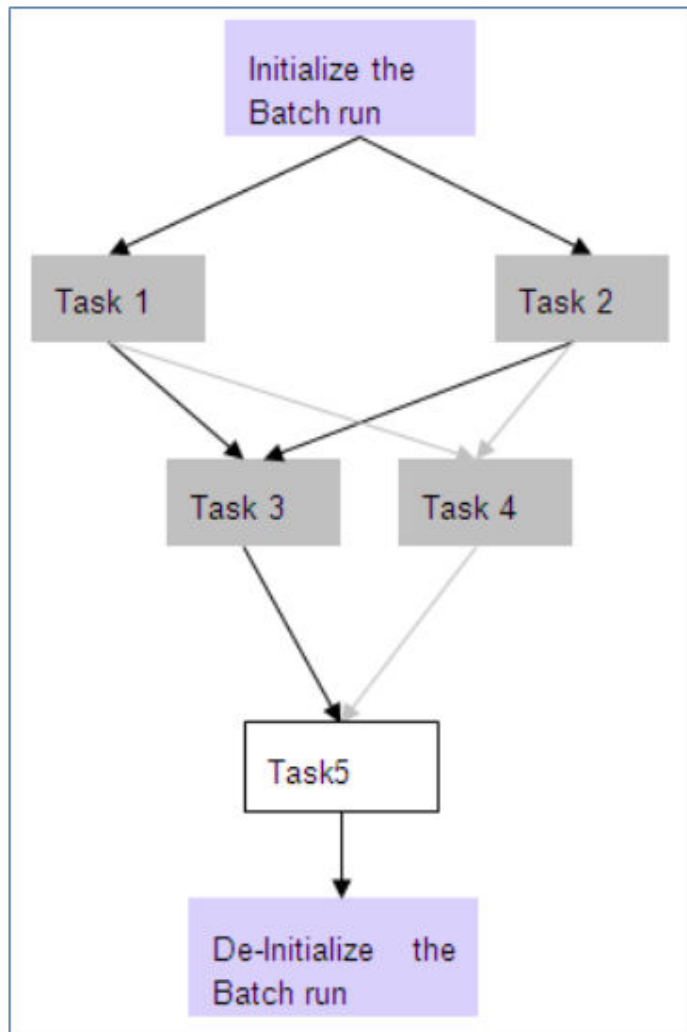 Initialize the
Batch run
Task 1
Task 2
Task 3
Task 4
Task5
De-Initialize the
Batch run